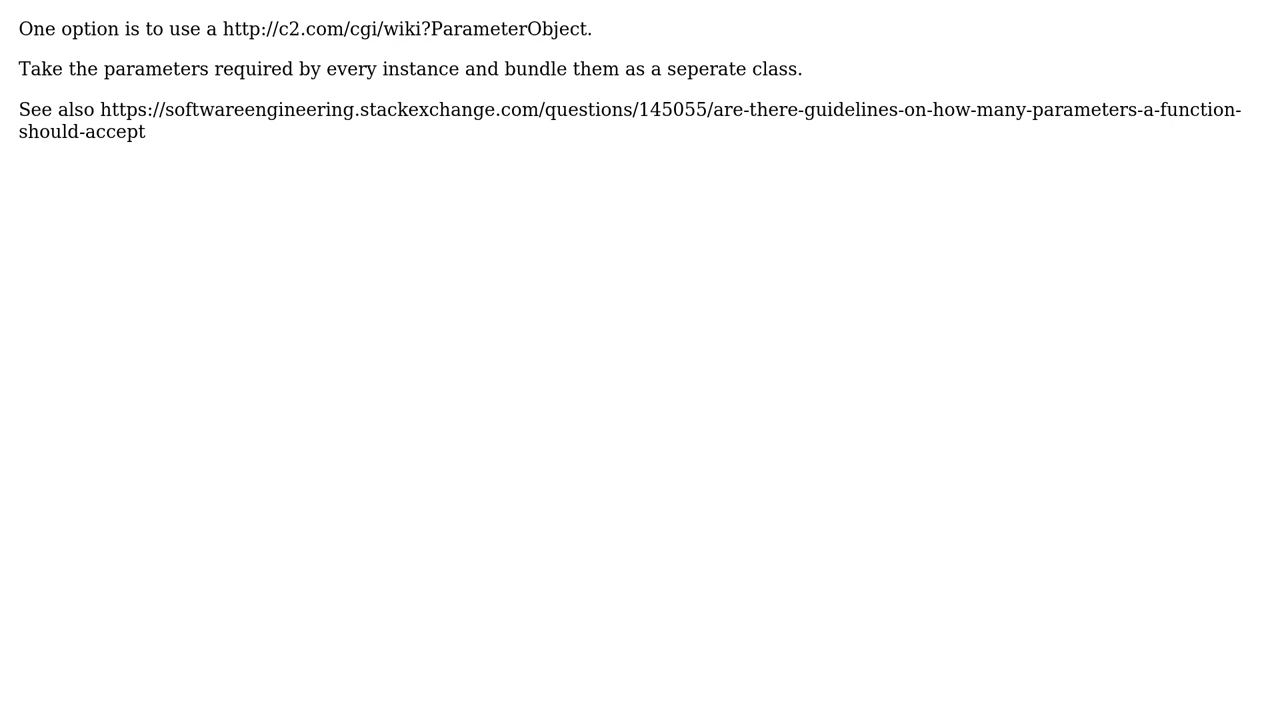 One option is to use a http://c2.com/cgi/wiki?ParameterObject.
Take the parameters required by every instance and bundle them as a seperate class.
See also https://softwareengineering.stackexchange.com/questions/145055/are-there-guidelines-on-how-many-parameters-a-function-
should-accept